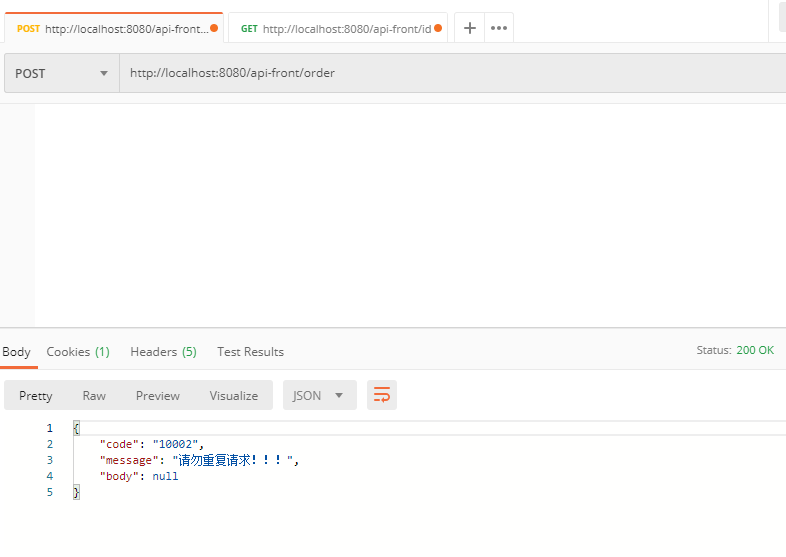 POST http://localhost:8080/api-front... GET http://localhost:8080/api-front/id + •••
POST http://localhost:8080/api-front/order
Body Cookies (1) Headers (5) Test Results Status: 200 OK
Pretty Raw Preview Visualize JSON
1 {
2 "code": "10002",
3 "message": "请勿重复请求！！！",
4 "body": null
5 }